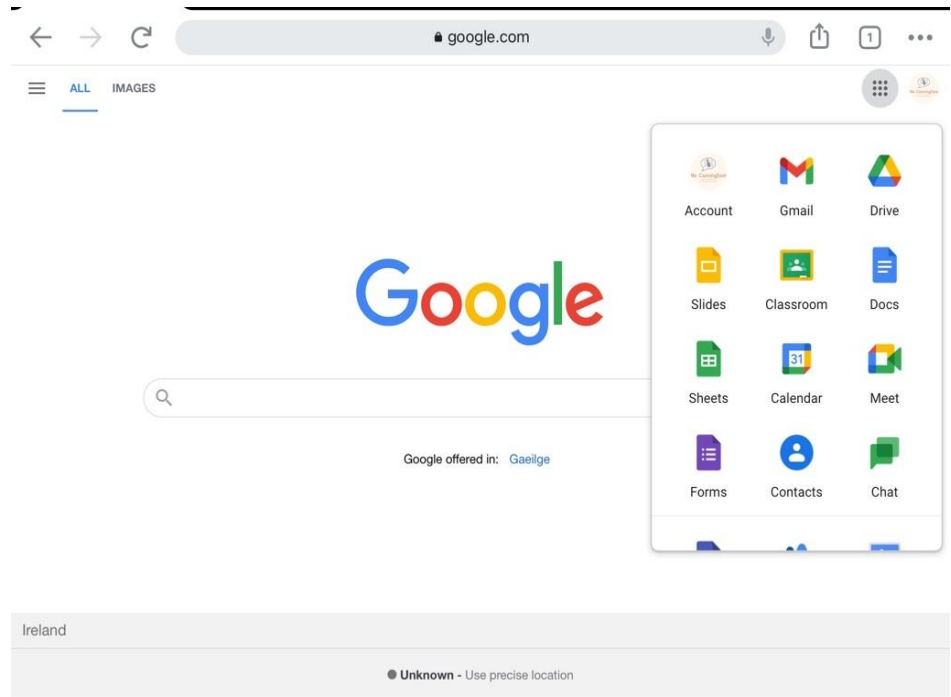 google.com
1
ALL IMAGES
Account Gmail Drive
Slides Classroom Docs
Google
31
Sheets Calendar Meet
Google offered in: Gaeilge
Forms Contacts Chat
Ireland
Unknown - Use precise location